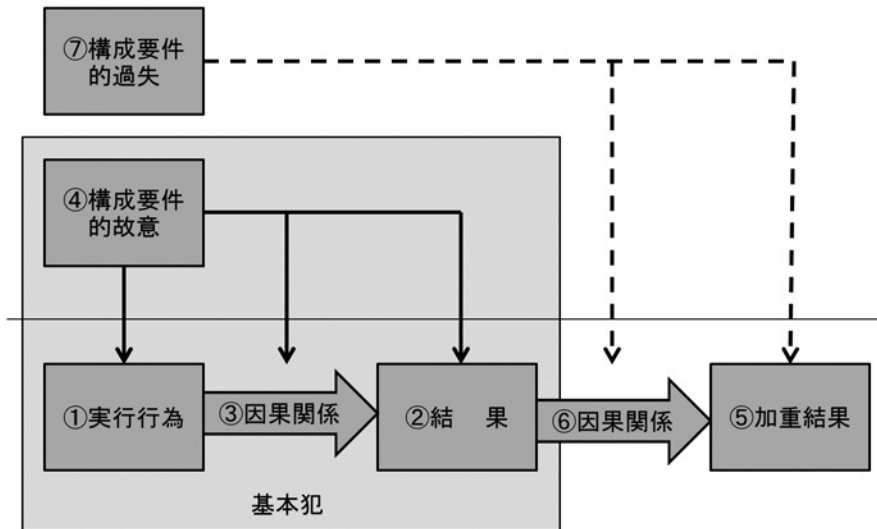 ⑦構成要件
的過失
④構成要件
的故意
①実行行為
③因果関係
②結　果
⑥因果関係
⑤加重結果
基本犯